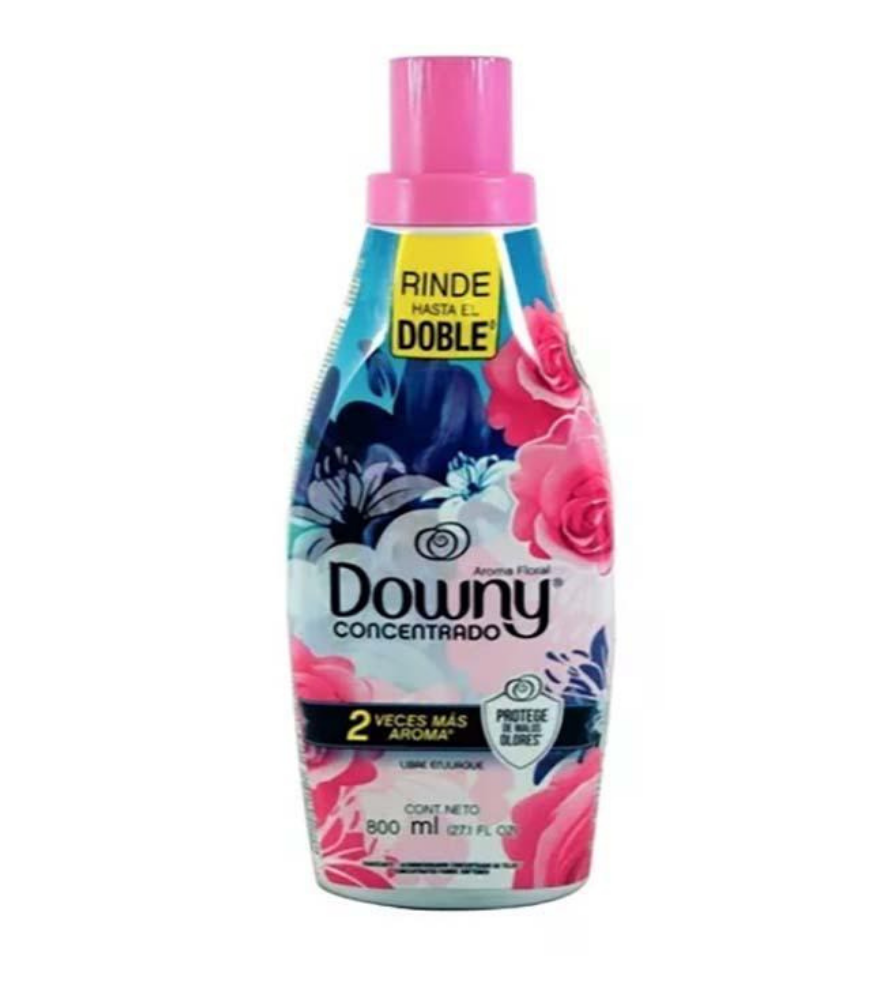 RINDE
HASTA EL
DOBLE◊
Aroma Floral
Downy®
CONCENTRADO
2 VECES MÁS
AROMA*
PROTEGE
DE MALOS
OLORES*
LIBRE ENJUAGUE
CONT. NETO
800 ml (27.1 FL OZ)